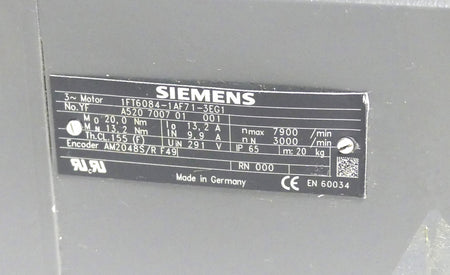 SIEMENS
3~ Motor 1FT6084-1AF71-3EG1
No.YF A520 7007 01 001
M0 20,0 Nm I0 13,2 A nmax 7900 /min
MN 13,2 Nm IN 9,9 A nN 3000 /min
Th.Cl. 155 (F) UIN 291 V IP 65 m: 20 kg
Encoder AM2048S/R F49
RN 000
Made in Germany CE EN 60034